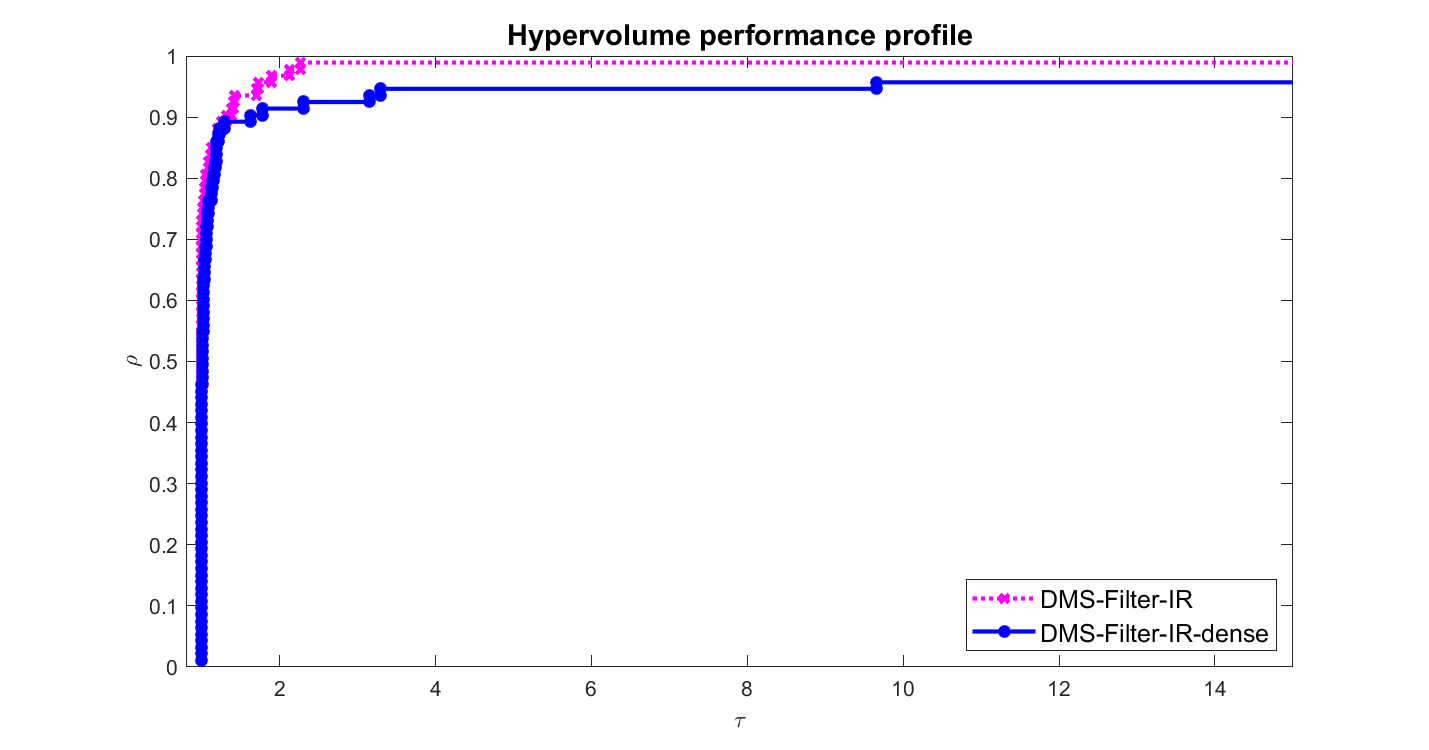 Hypervolume performance profile
1
0.9
0.8
0.7
0.6
0.5
0.4
0.3
0.2
0.1
0
ρ
2 4 6 8 10 12 14
τ
DMS-Filter-IR
DMS-Filter-IR-dense